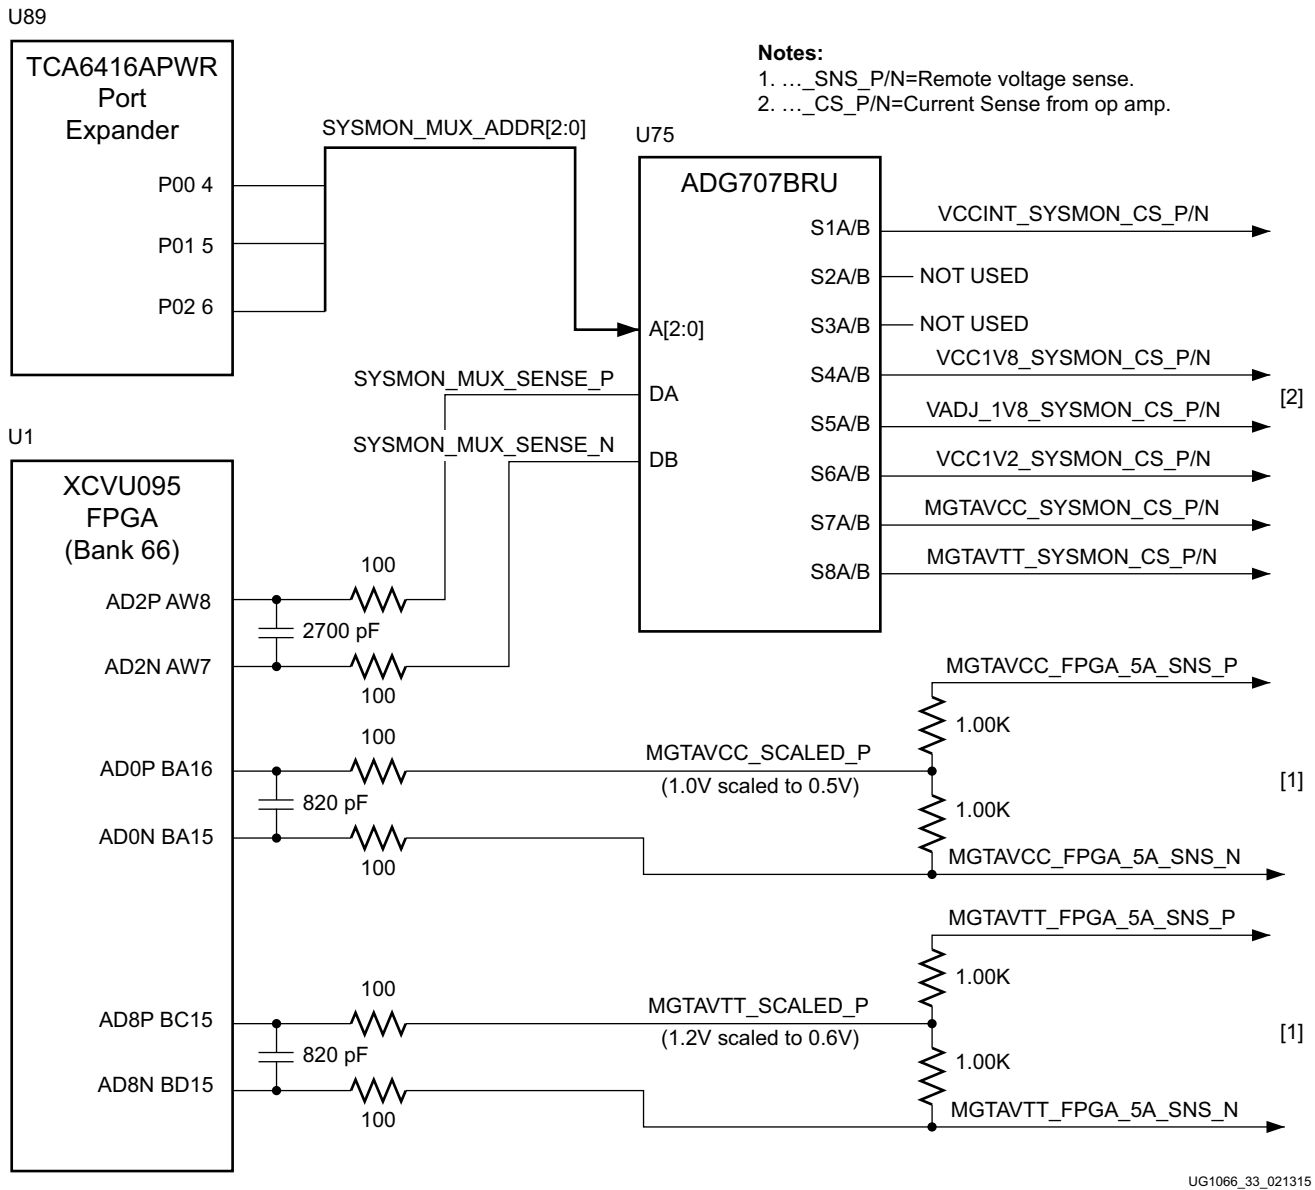 U89
TCA6416APWR
Port
Expander
P00 4
P01 5
P02 6
SYSMON_MUX_ADDR[2:0]
Notes:
1. …_SNS_P/N=Remote voltage sense.
2. …_CS_P/N=Current Sense from op amp.
U75
ADG707BRU
A[2:0]
DA
DB
S1A/B
S2A/B
S3A/B
S4A/B
S5A/B
S6A/B
S7A/B
S8A/B
VCCINT_SYSMON_CS_P/N
NOT USED
NOT USED
VCC1V8_SYSMON_CS_P/N
VADJ_1V8_SYSMON_CS_P/N
VCC1V2_SYSMON_CS_P/N
MGTAVCC_SYSMON_CS_P/N
MGTAVTT_SYSMON_CS_P/N
[2]
SYSMON_MUX_SENSE_P
SYSMON_MUX_SENSE_N
U1
XCVU095
FPGA
(Bank 66)
AD2P AW8
AD2N AW7
AD0P BA16
AD0N BA15
AD8P BC15
AD8N BD15
100
2700 pF
100
100
820 pF
100
MGTAVCC_SCALED_P
(1.0V scaled to 0.5V)
MGTAVCC_FPGA_5A_SNS_P
1.00K
1.00K
MGTAVCC_FPGA_5A_SNS_N
[1]
100
820 pF
100
MGTAVTT_SCALED_P
(1.2V scaled to 0.6V)
MGTAVTT_FPGA_5A_SNS_P
1.00K
1.00K
MGTAVTT_FPGA_5A_SNS_N
[1]
UG1066_33_021315